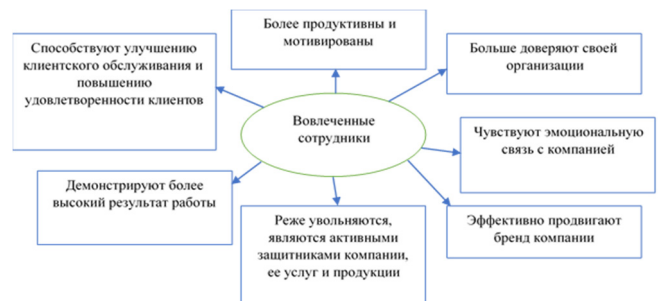 Более продуктивны и
мотивированы
Способствуют улучшению
клиентского обслуживания и
повышению
удовлетворенности клиентов
Больше доверяют своей
организации
Вовлеченные
сотрудники
Чувствуют эмоциональную
связь с компанией
Демонстрируют более
высокий результат работы
Реже увольняются,
являются активными
защитниками компании,
ее услуг и продукции
Эффективно продвигают
бренд компании